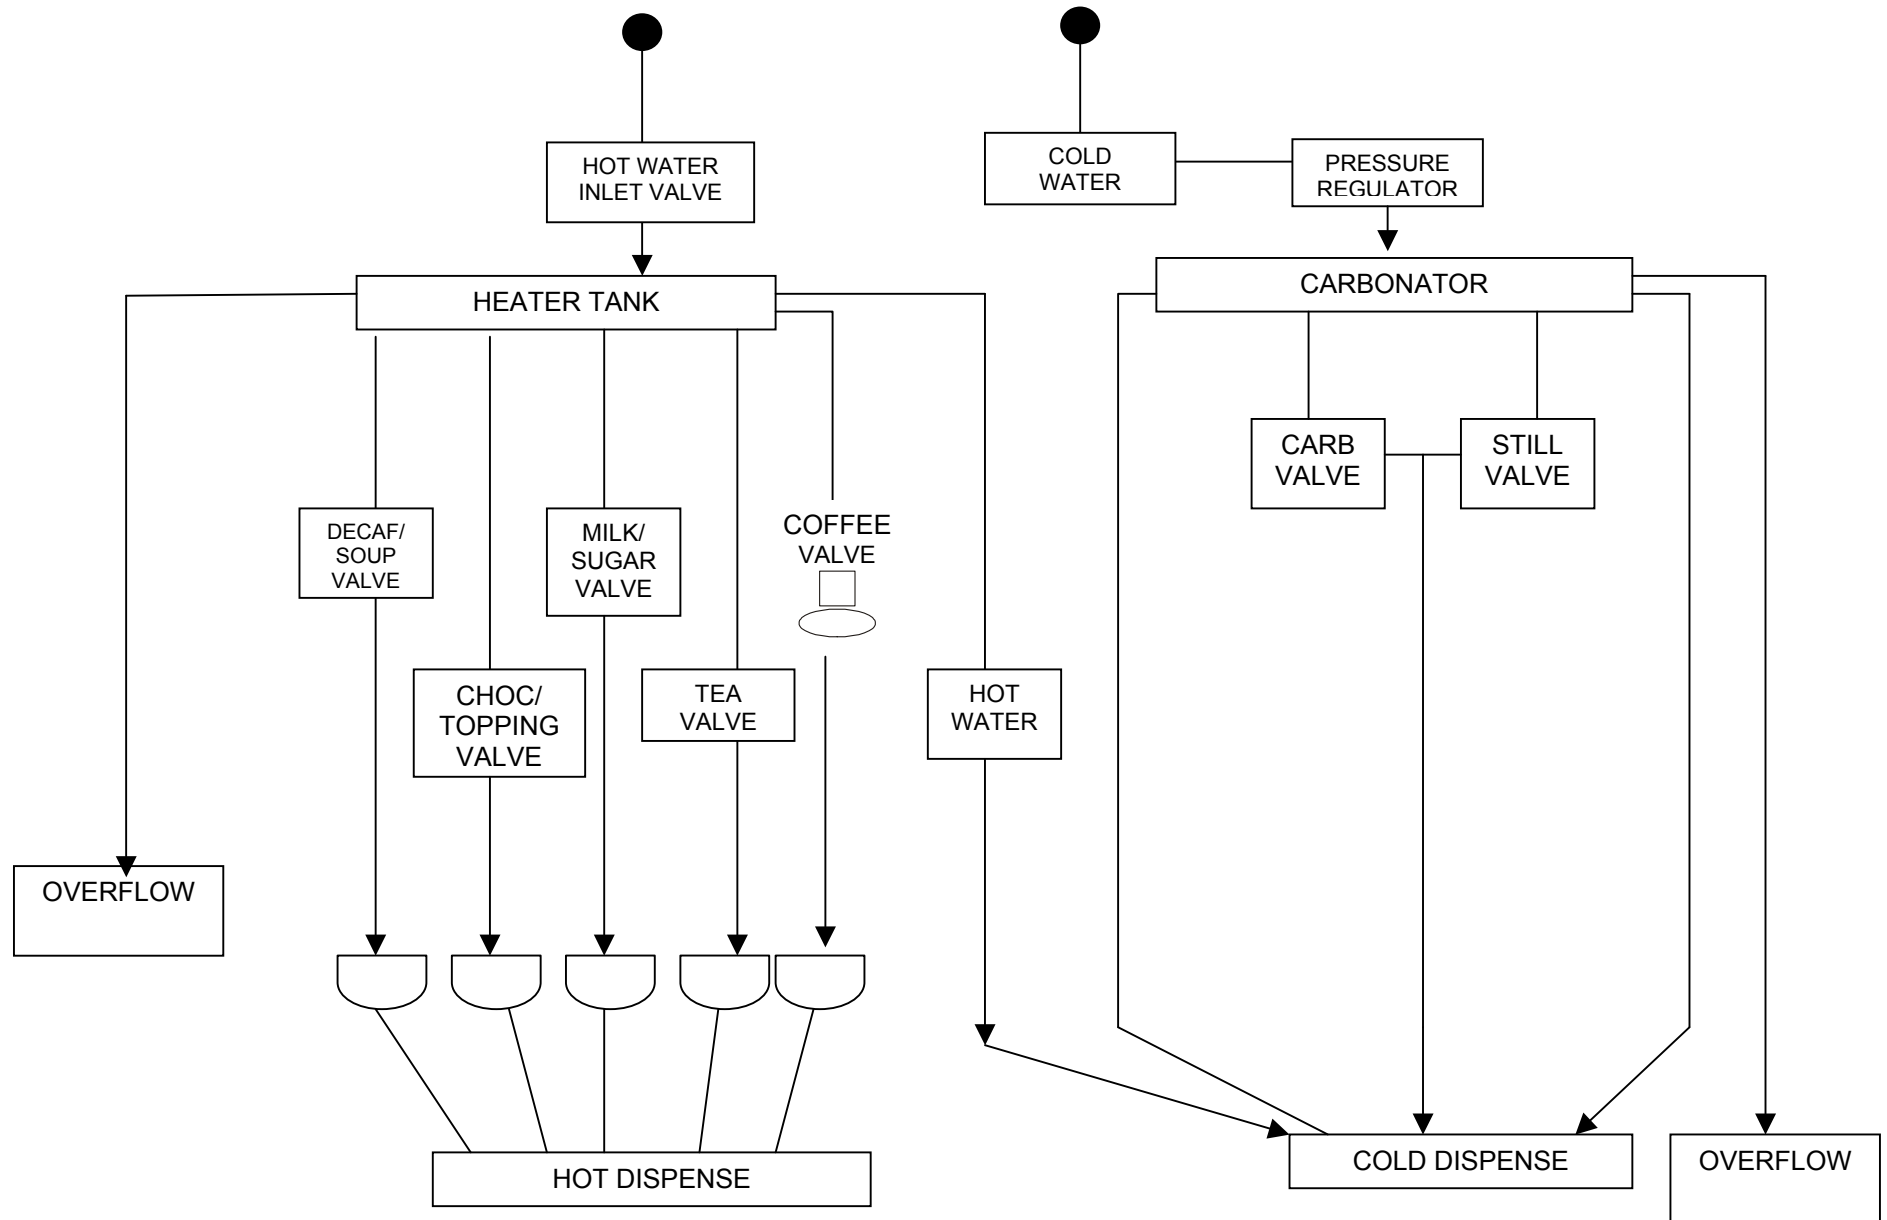 HOT WATER
INLET VALVE
COLD
WATER
PRESSURE
REGULATOR
HEATER TANK
CARBONATOR
CARB
VALVE
STILL
VALVE
DECAF/
SOUP
VALVE
MILK/
SUGAR
VALVE
COFFEE
VALVE
CHOC/
TOPPING
VALVE
TEA
VALVE
HOT
WATER
OVERFLOW
HOT DISPENSE
COLD DISPENSE
OVERFLOW